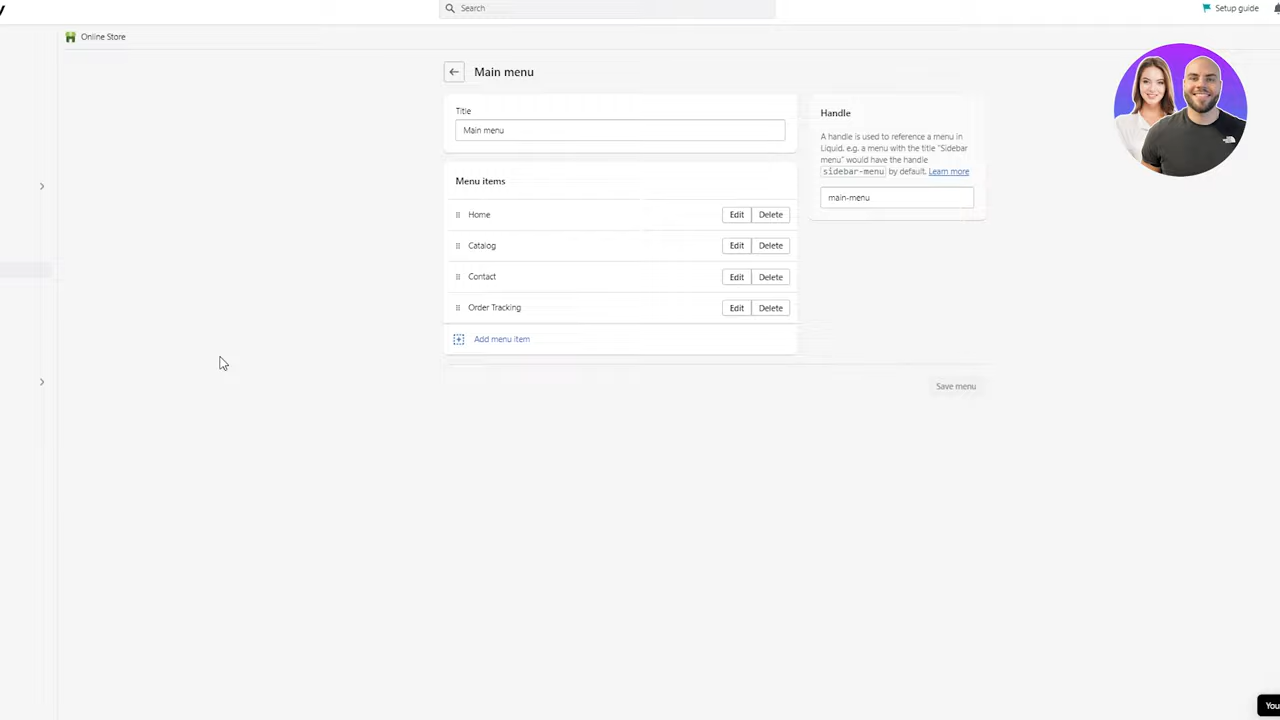 Search
Setup guide
Online Store
Main menu
Title
Main menu
Menu items
Home
Edit
Delete
Catalog
Edit
Delete
Contact
Edit
Delete
Order Tracking
Edit
Delete
Add menu item
Handle
A handle is used to reference a menu in
Liquid. e.g. a menu with the title "Sidebar
menu" would have the handle
sidebar-menu by default. Learn more
main-menu
Save menu
You